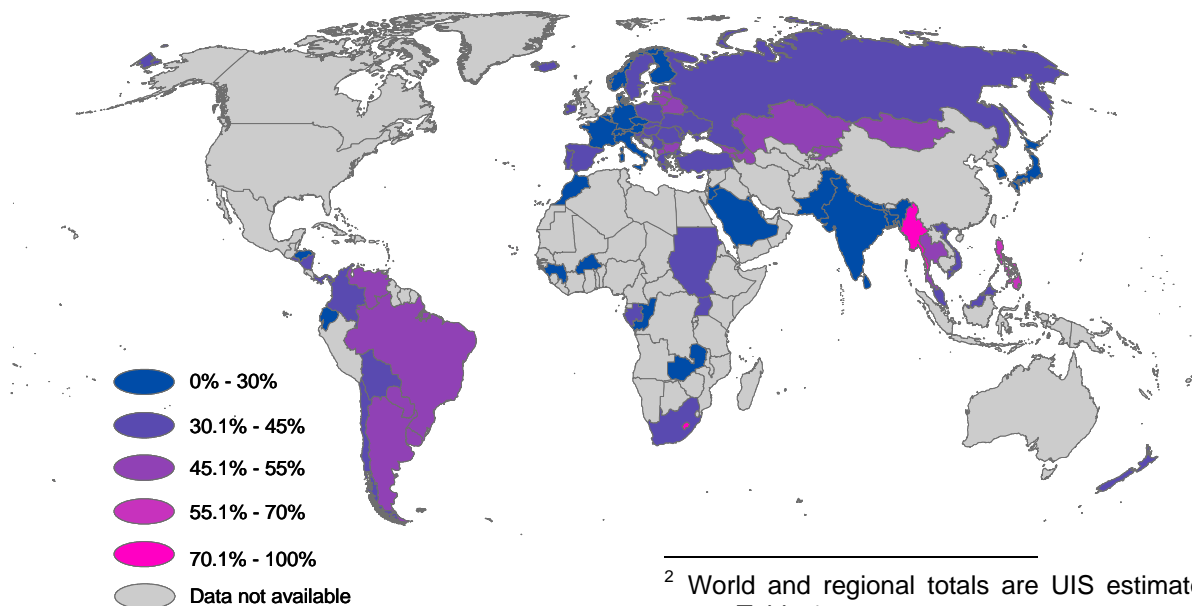 0% - 30%
30.1% - 45%
45.1% - 55%
55.1% - 70%
70.1% - 100%
Data not available
2 World and regional totals are UIS estimate